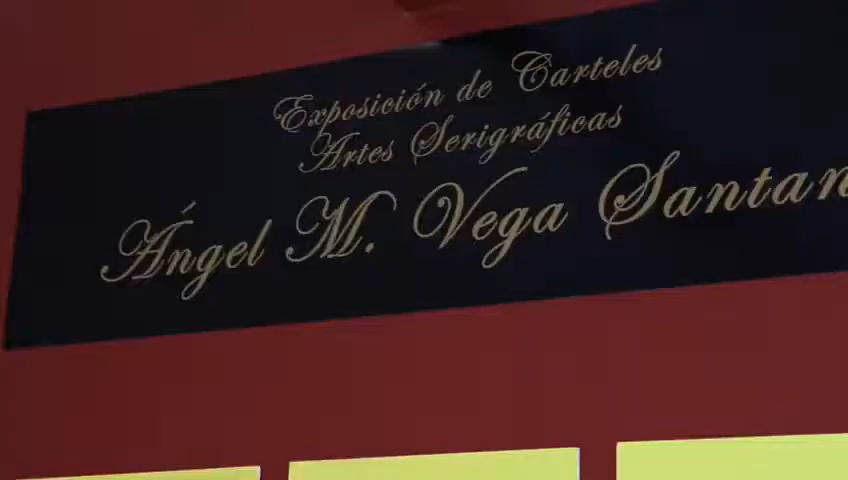 Exposición de Carteles
Artes Serigráficas
Ángel M. Vega Santan